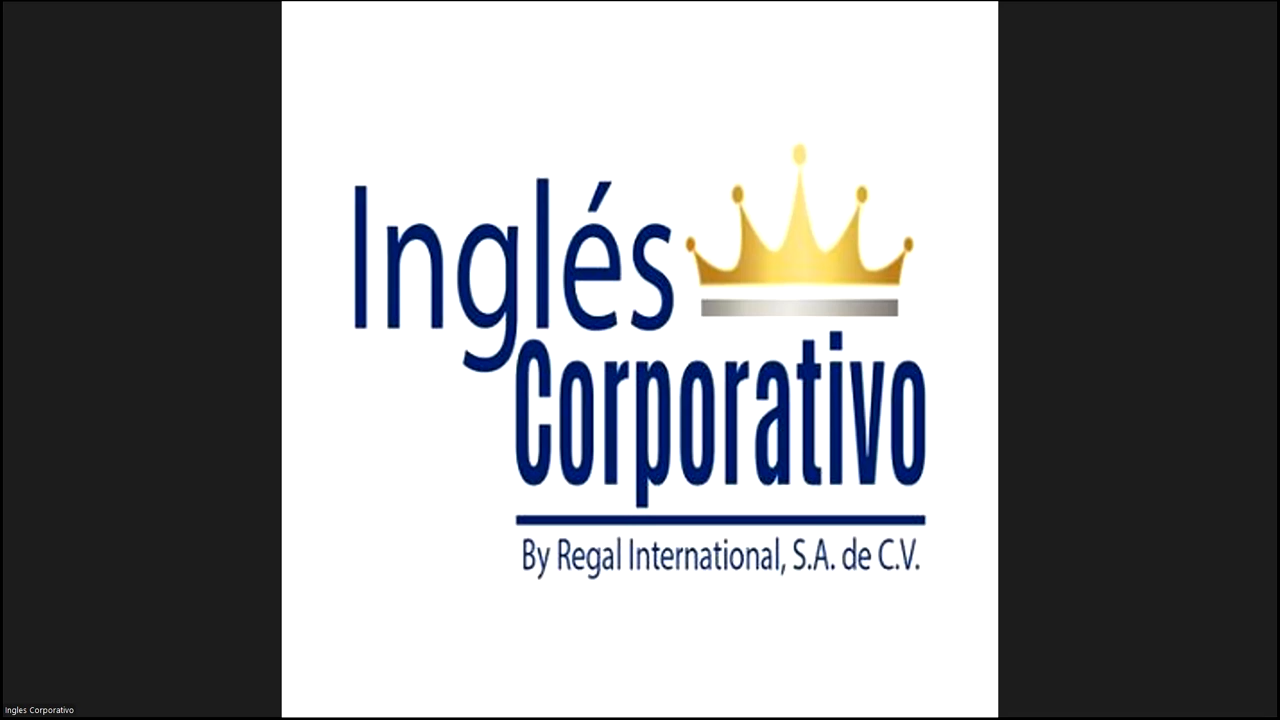 Inglés
Corporativo
By Regal International, S.A. de C.V.
Ingles Corporativo